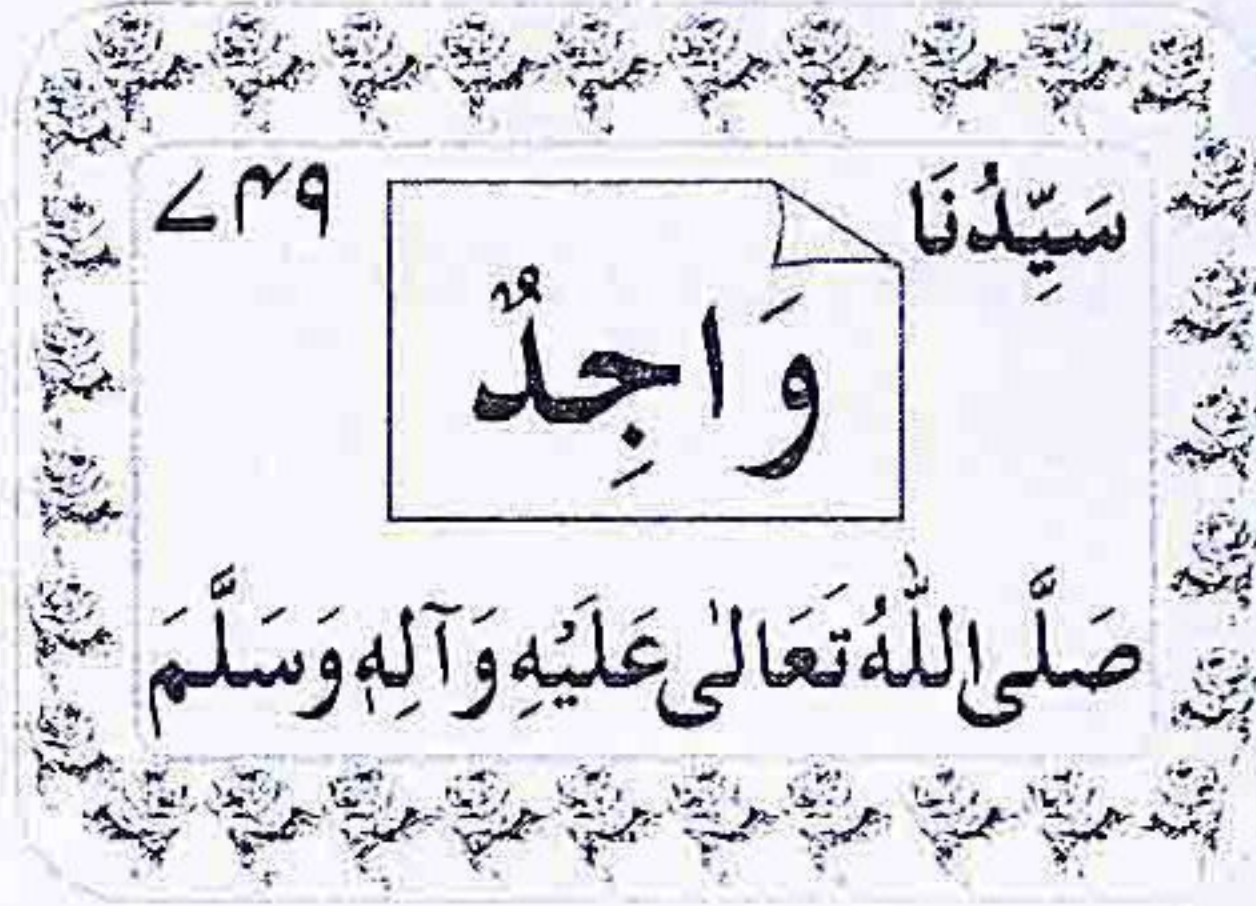 سَيِّدُنَا ۷۴۹
وَاجِدٌ
صَلَّى اللّٰهُ تَعَالٰى عَلَيْهِ وَآلِهٖ وَسَلَّمَ